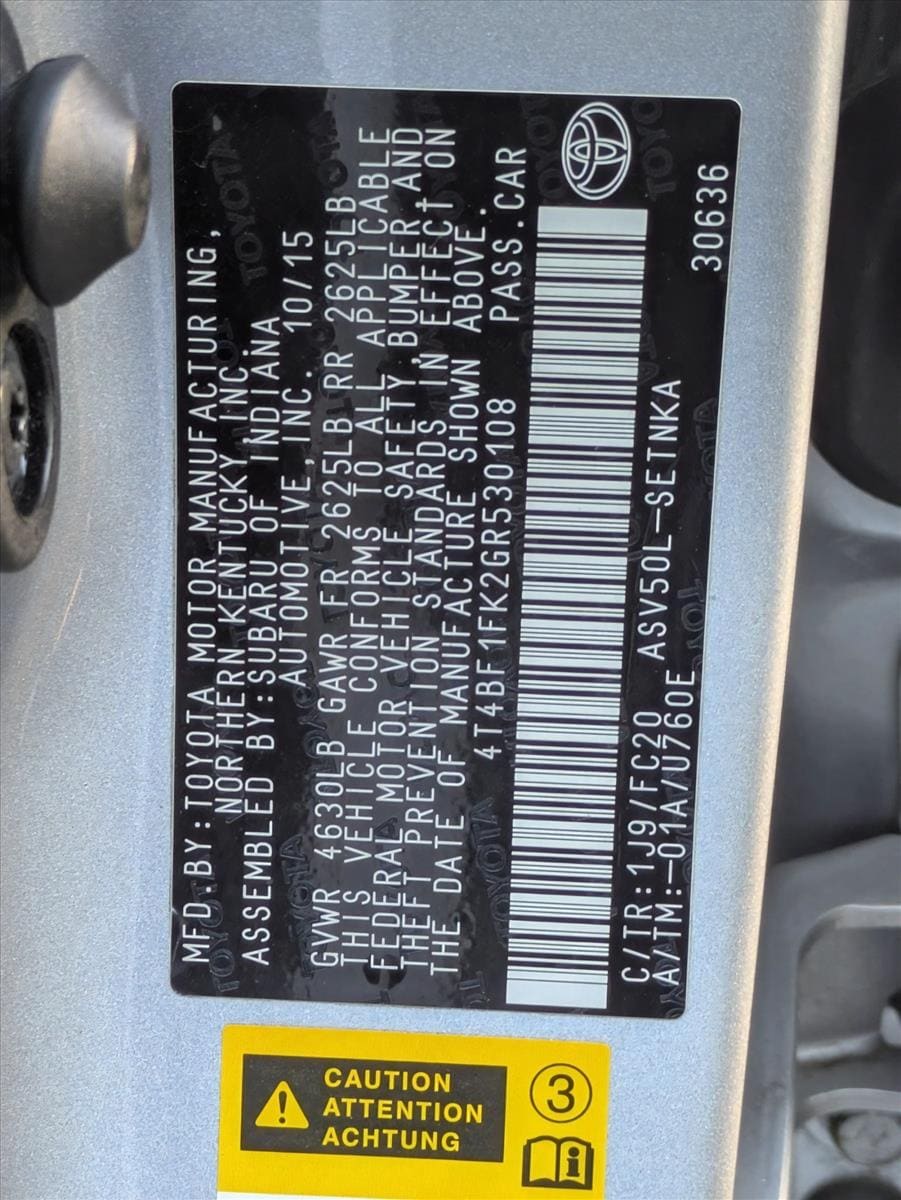 MFD.BY:TOYOTA MOTOR MANUFACTURING,
NORTHERN KENTUCKY,INC.
ASSEMBLED BY:SUBARU OF INDIANA
AUTOMOTIVE,INC. 10/15
GVWR 4630LB GAWR FR 2625LB RR 2625LB
THIS VEHICLE CONFORMS TO ALL APPLICABLE
FEDERAL MOTOR VEHICLE SAFETY,BUMPER,AND
THEFT PREVENTION STANDARDS IN EFFECT ON
THE DATE OF MANUFACTURE SHOWN ABOVE.
4T4BF1FK2GR530108 PASS.CAR
C/TR:1J9/FC20 ASV50L-SETNKA
A/TM:-01A/U760E 30636
CAUTION
ATTENTION
ACHTUNG
3